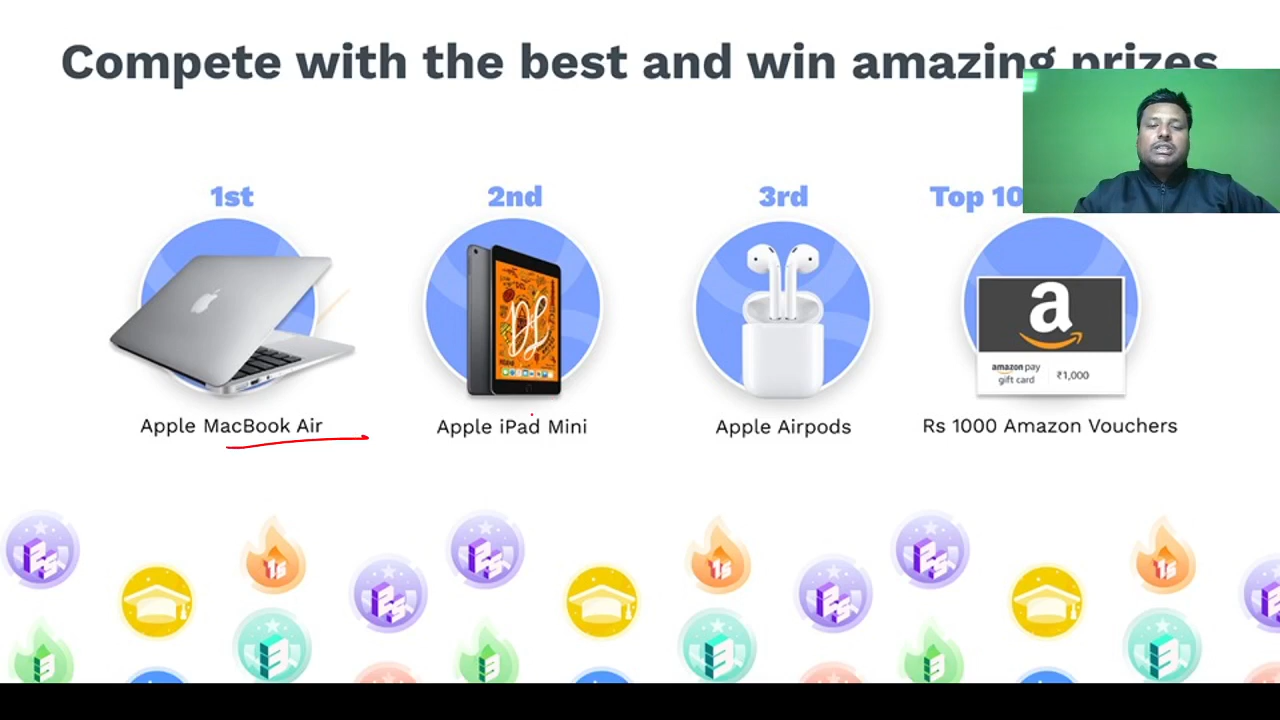 Compete with the best and win amazing prizes
1st
2nd
3rd
Top 10
a
amazon pay
gift card
₹1,000
Apple MacBook Air
Apple iPad Mini
Apple Airpods
Rs 1000 Amazon Vouchers